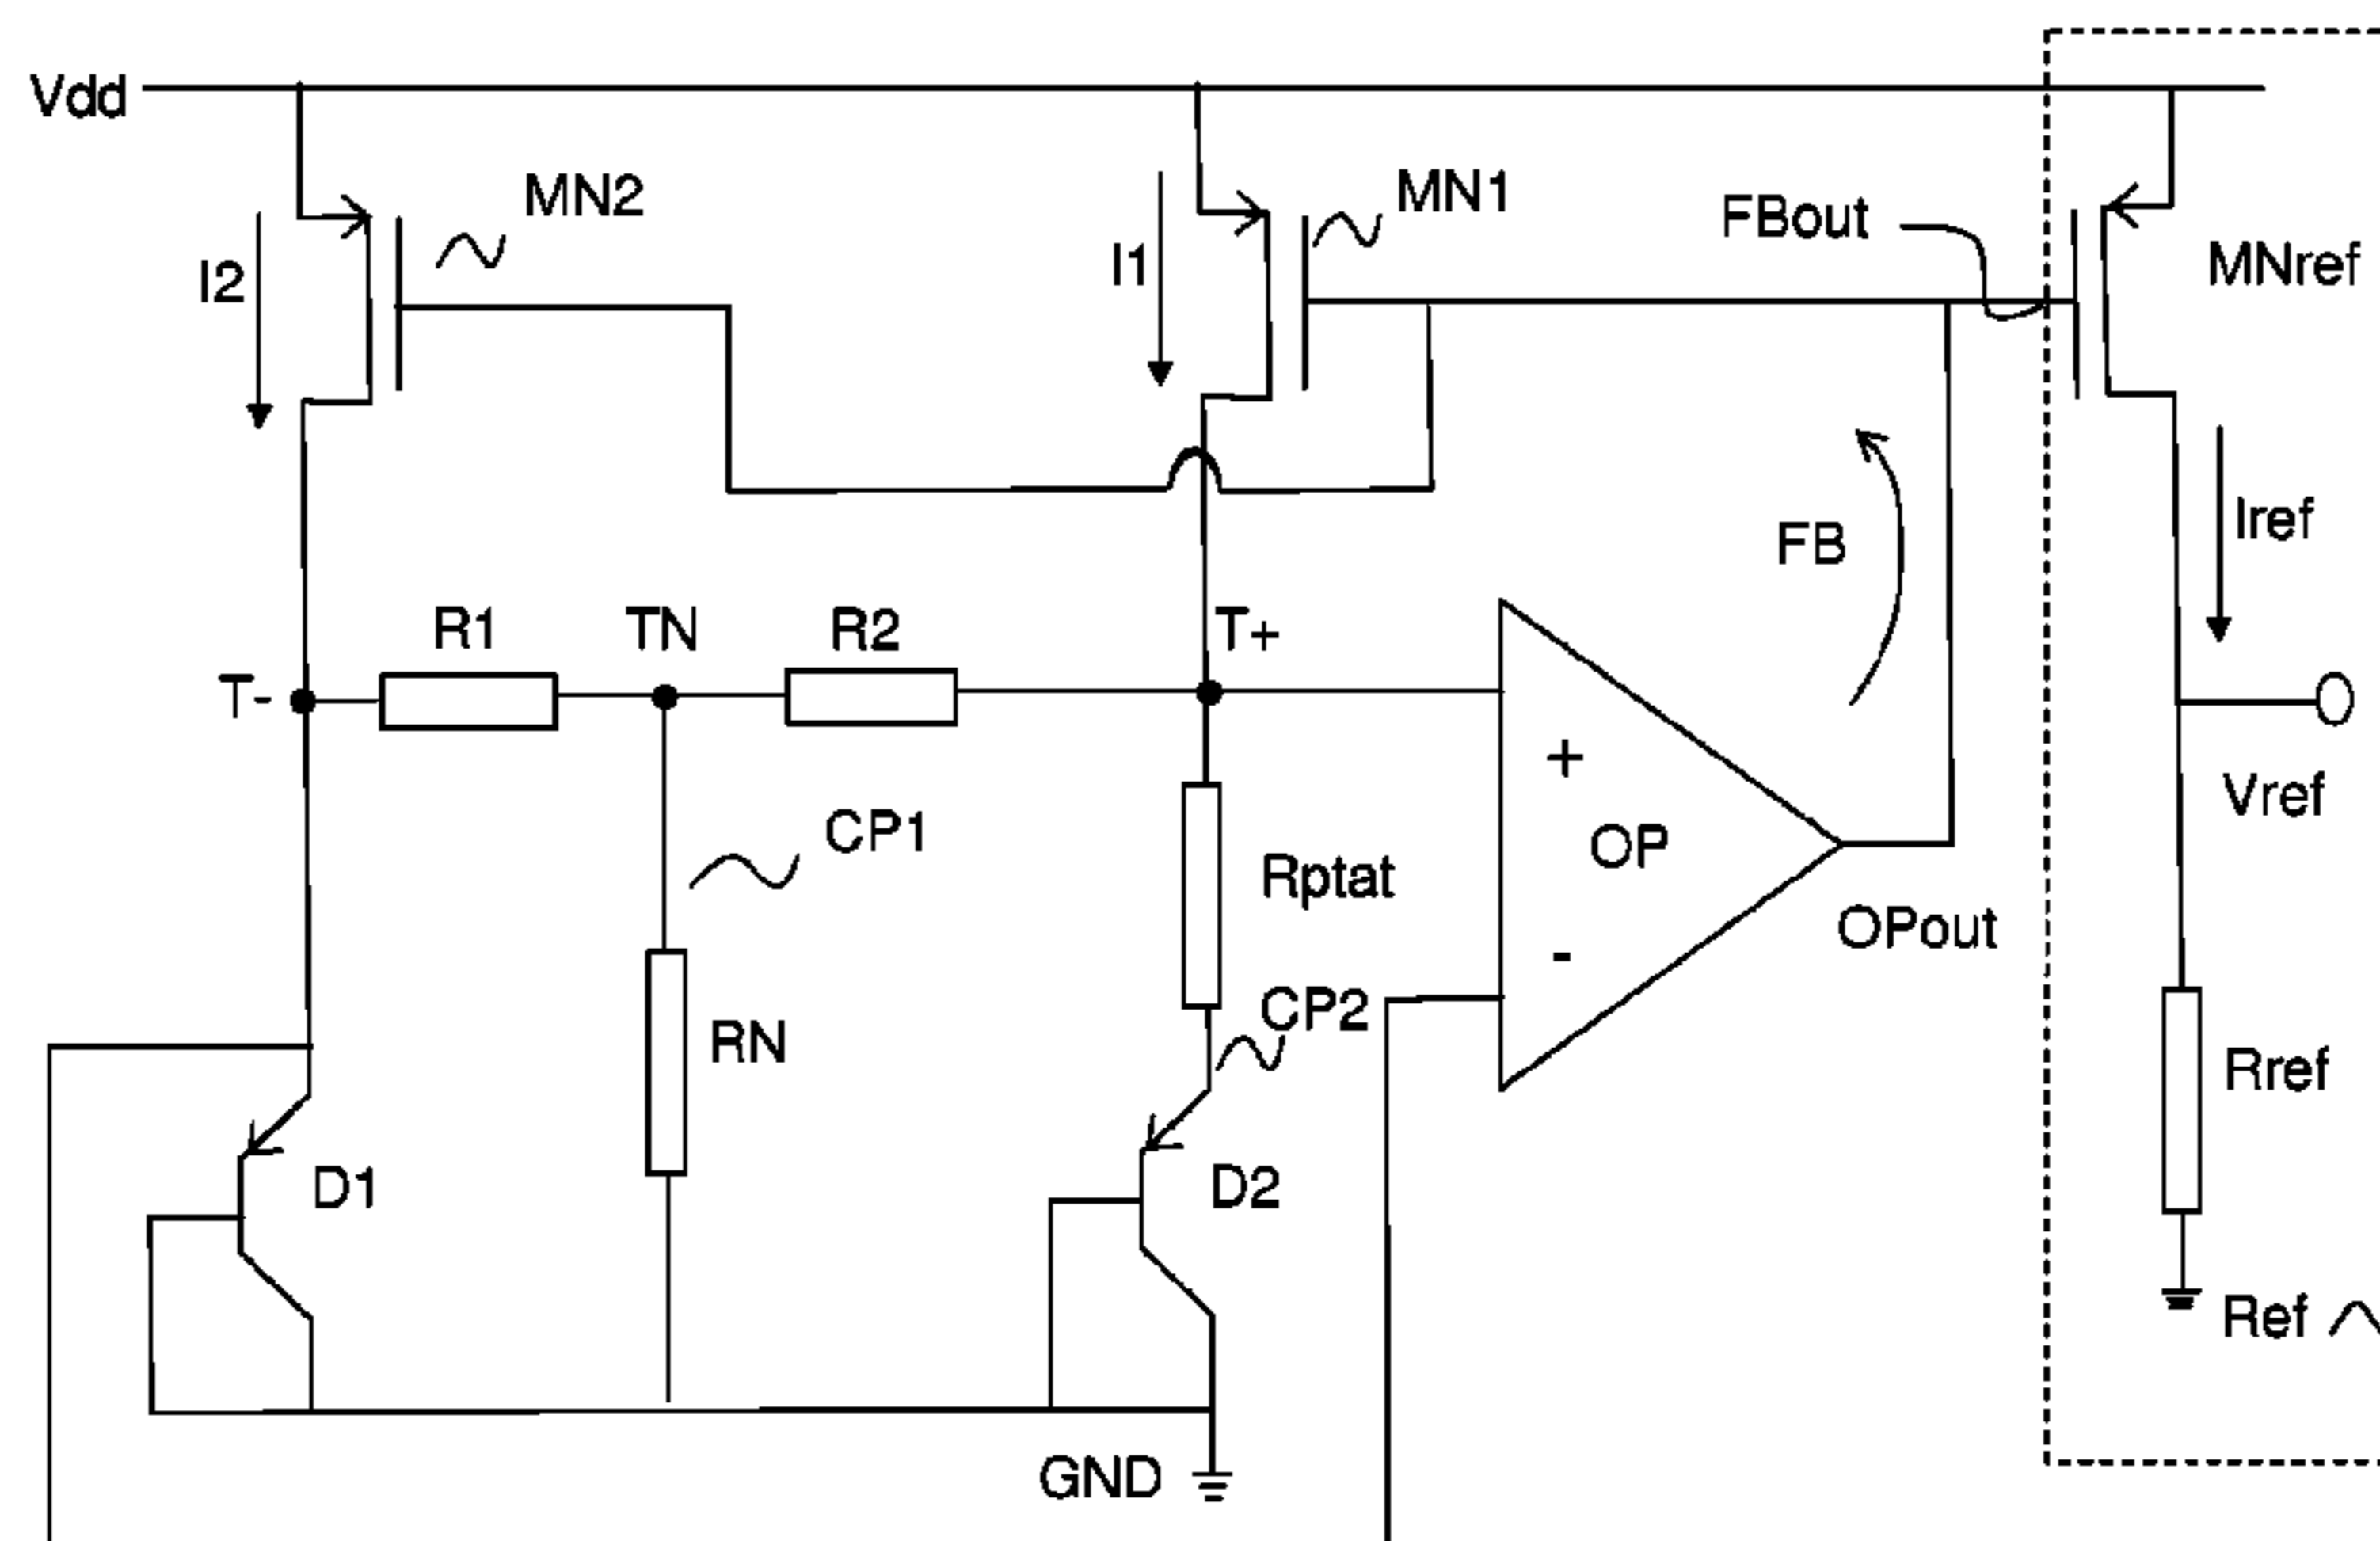 Vdd
MN2
MN1
FBout
MNref
I2
I1
FB
Iref
R1
TN
R2
T+
T-
+
OP
-
Vref
CP1
Rptat
OPout
CP2
RN
Rref
D1
D2
Ref
GND